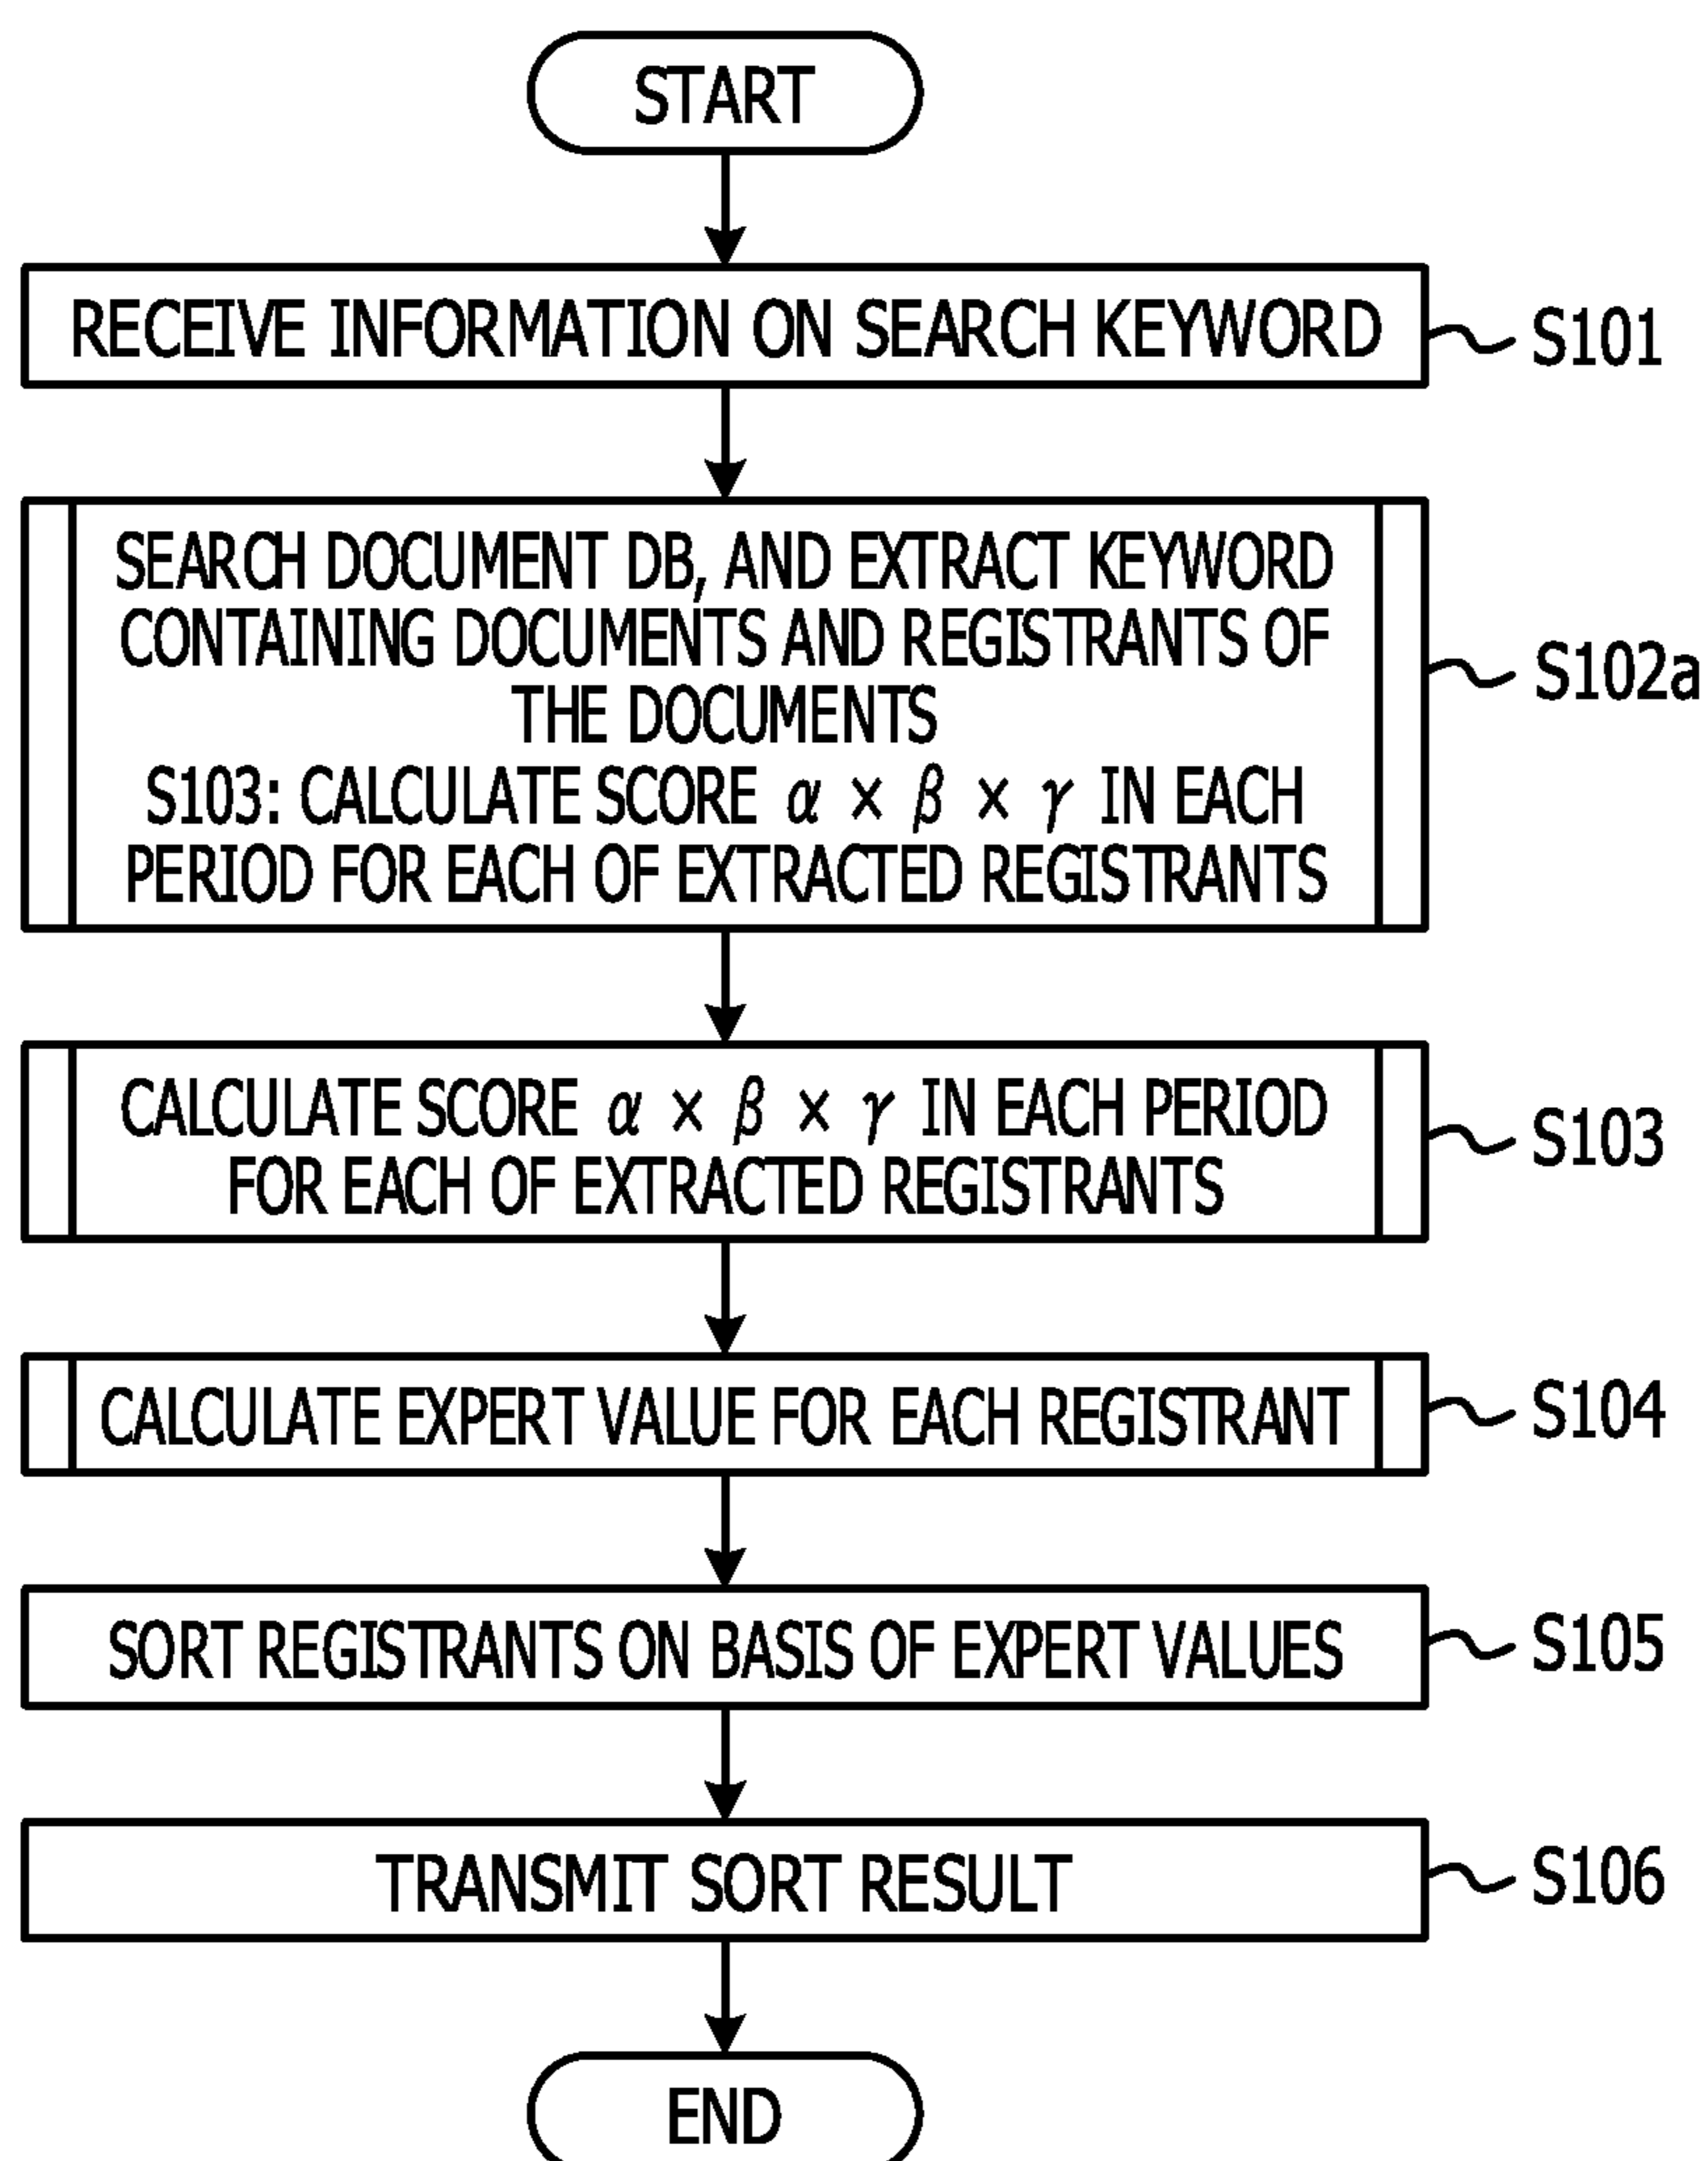 START
RECEIVE INFORMATION ON SEARCH KEYWORD
S101
SEARCH DOCUMENT DB, AND EXTRACT KEYWORD
CONTAINING DOCUMENTS AND REGISTRANTS OF
THE DOCUMENTS
S103: CALCULATE SCORE α × β × γ IN EACH
PERIOD FOR EACH OF EXTRACTED REGISTRANTS
S102a
CALCULATE SCORE α × β × γ IN EACH PERIOD
FOR EACH OF EXTRACTED REGISTRANTS
S103
CALCULATE EXPERT VALUE FOR EACH REGISTRANT
S104
SORT REGISTRANTS ON BASIS OF EXPERT VALUES
S105
TRANSMIT SORT RESULT
S106
END